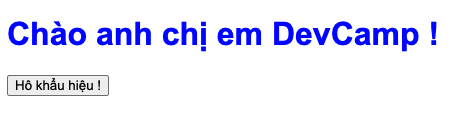 Chào anh chị em DevCamp !
Hô khẩu hiệu !